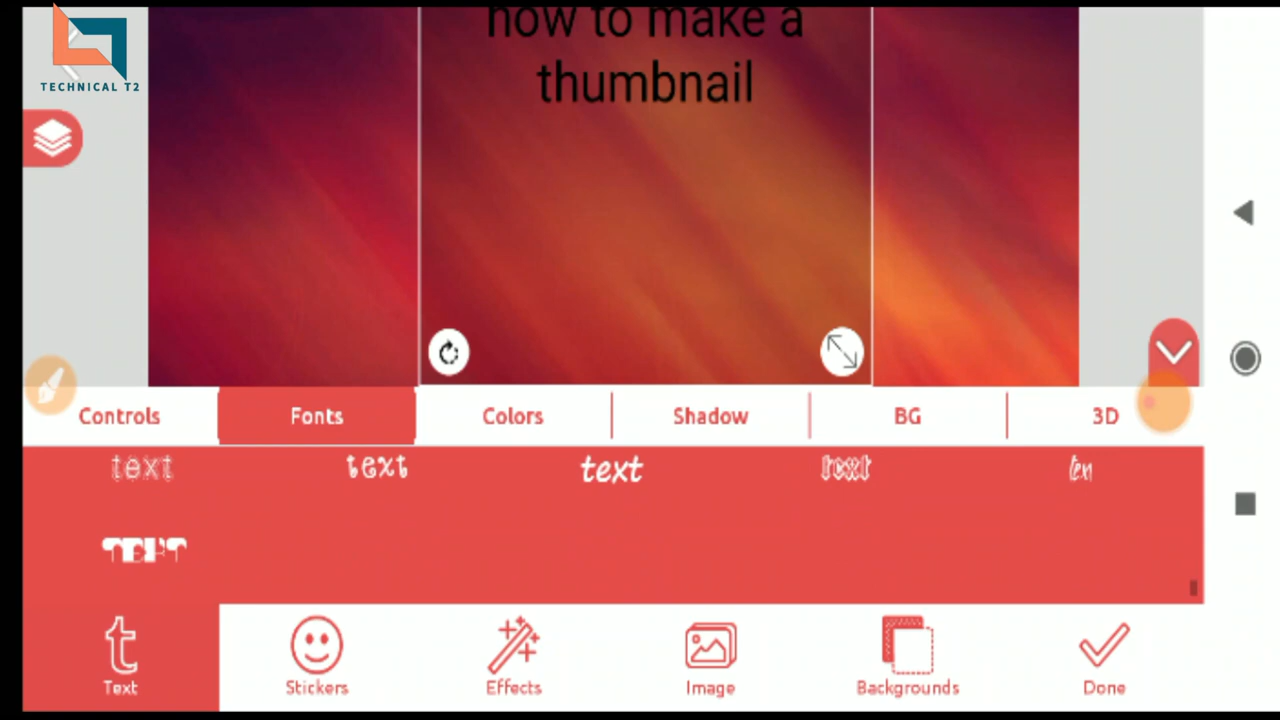 how to make a
thumbnail
TECHNICAL T2
Controls
Fonts
Colors
Shadow
BG
3D
text
text
text
text
TEXT
Text
Stickers
Effects
Image
Backgrounds
Done